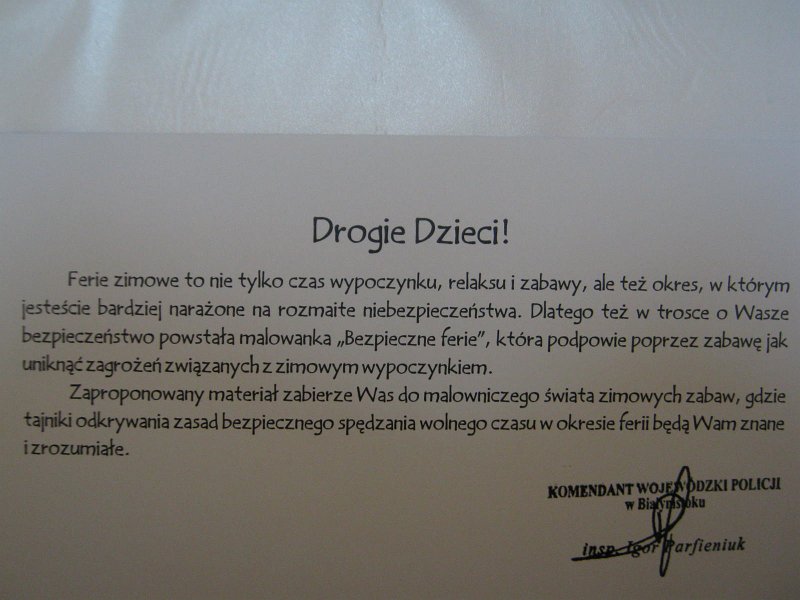 Drogie Dzieci!
Ferie zimowe to nie tylko czas wypoczynku, relaksu i zabawy, ale też okres, w którym
jesteście bardziej narażone na rozmaite niebezpieczeństwa. Dlatego też w trosce o Wasze
bezpieczeństwo powstała malowanka „Bezpieczne ferie”, która podpowie poprzez zabawę jak
uniknąć zagrożeń związanych z zimowym wypoczynkiem.
Zaproponowany materiał zabierze Was do malowniczego świata zimowych zabaw, gdzie
tajniki odkrywania zasad bezpiecznego spędzania wolnego czasu w okresie ferii będą Wam znane
i zrozumiałe.
KOMENDANT WOJEWÓDZKI POLICJI
w Białymstoku
insp. Igor Parfieniuk